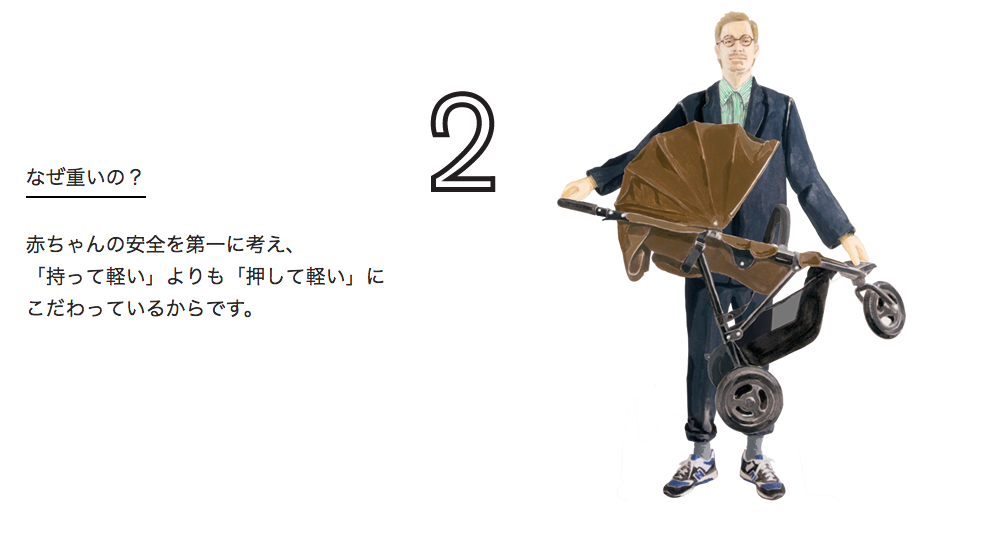 2
なぜ重いの？
赤ちゃんの安全を第一に考え、
「持って軽い」よりも「押して軽い」に
こだわっているからです。